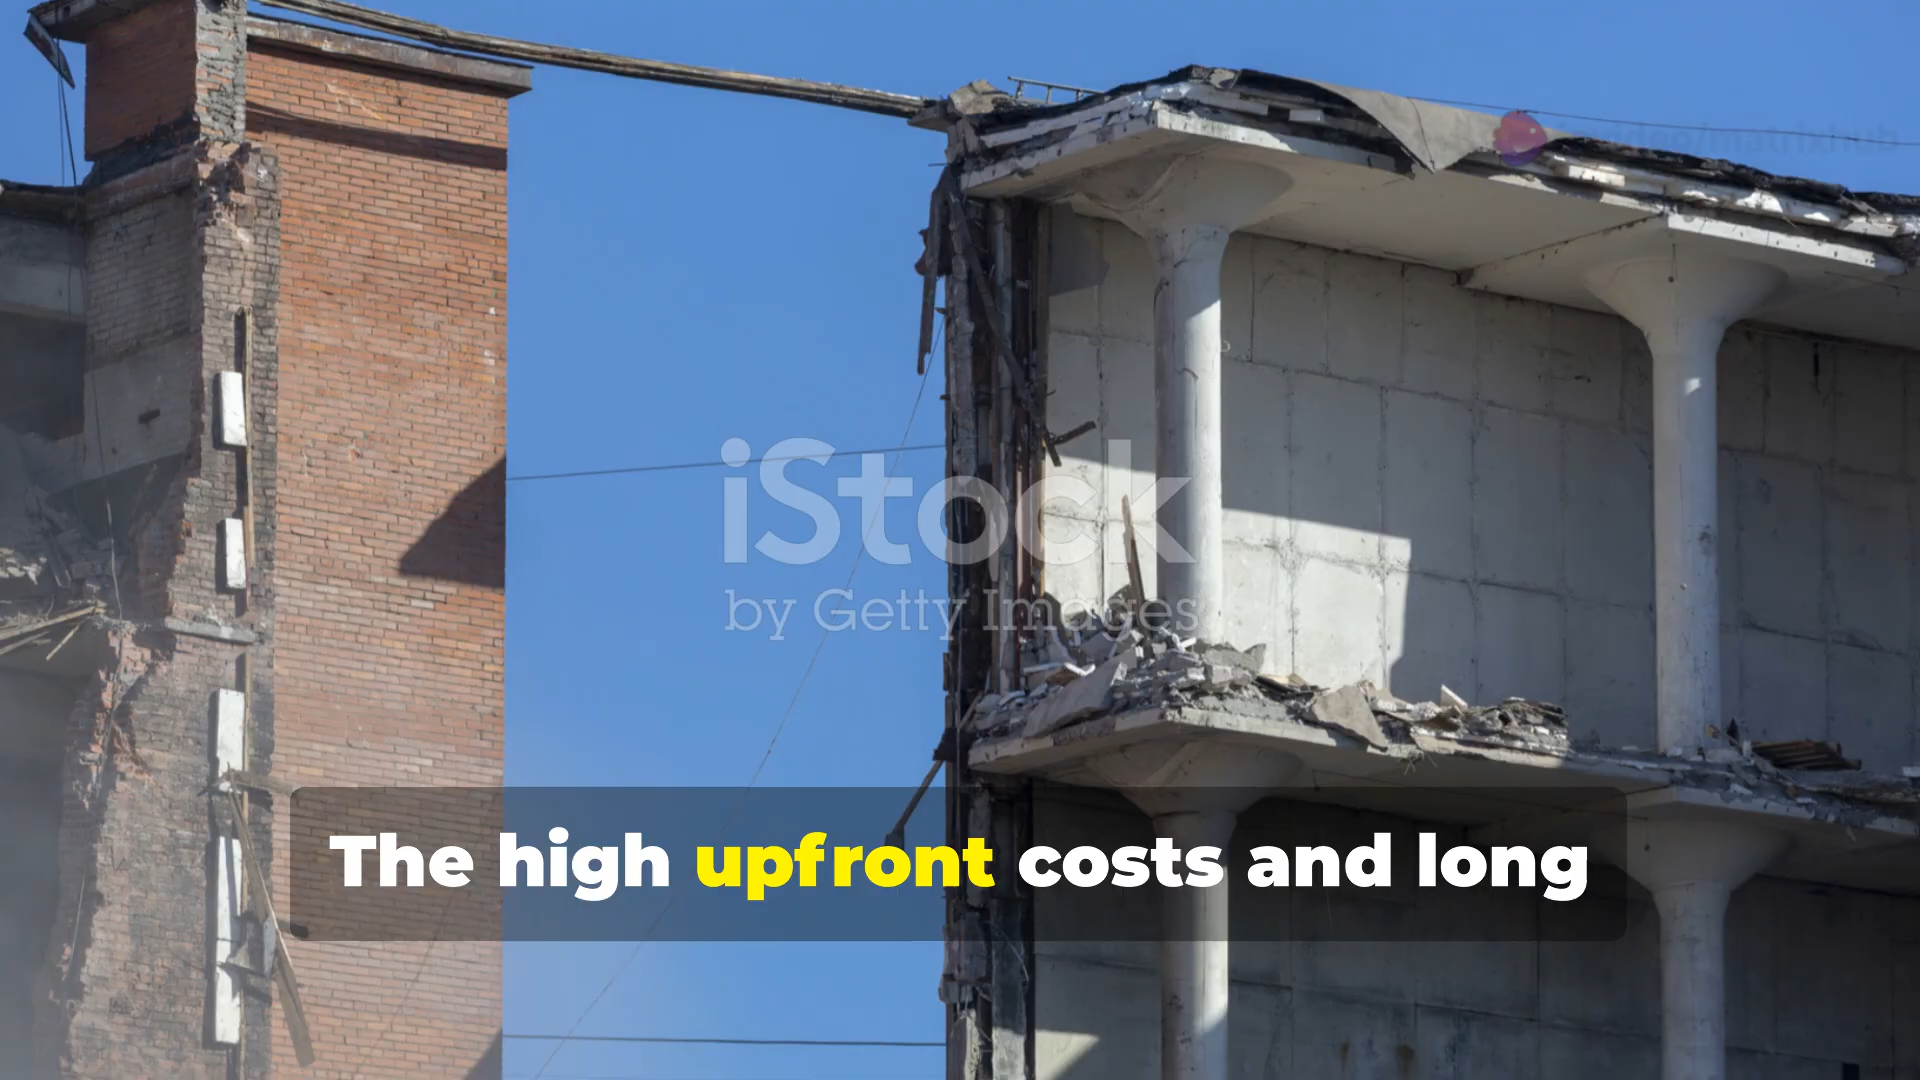 iStock
by Getty Images
The high upfront costs and long